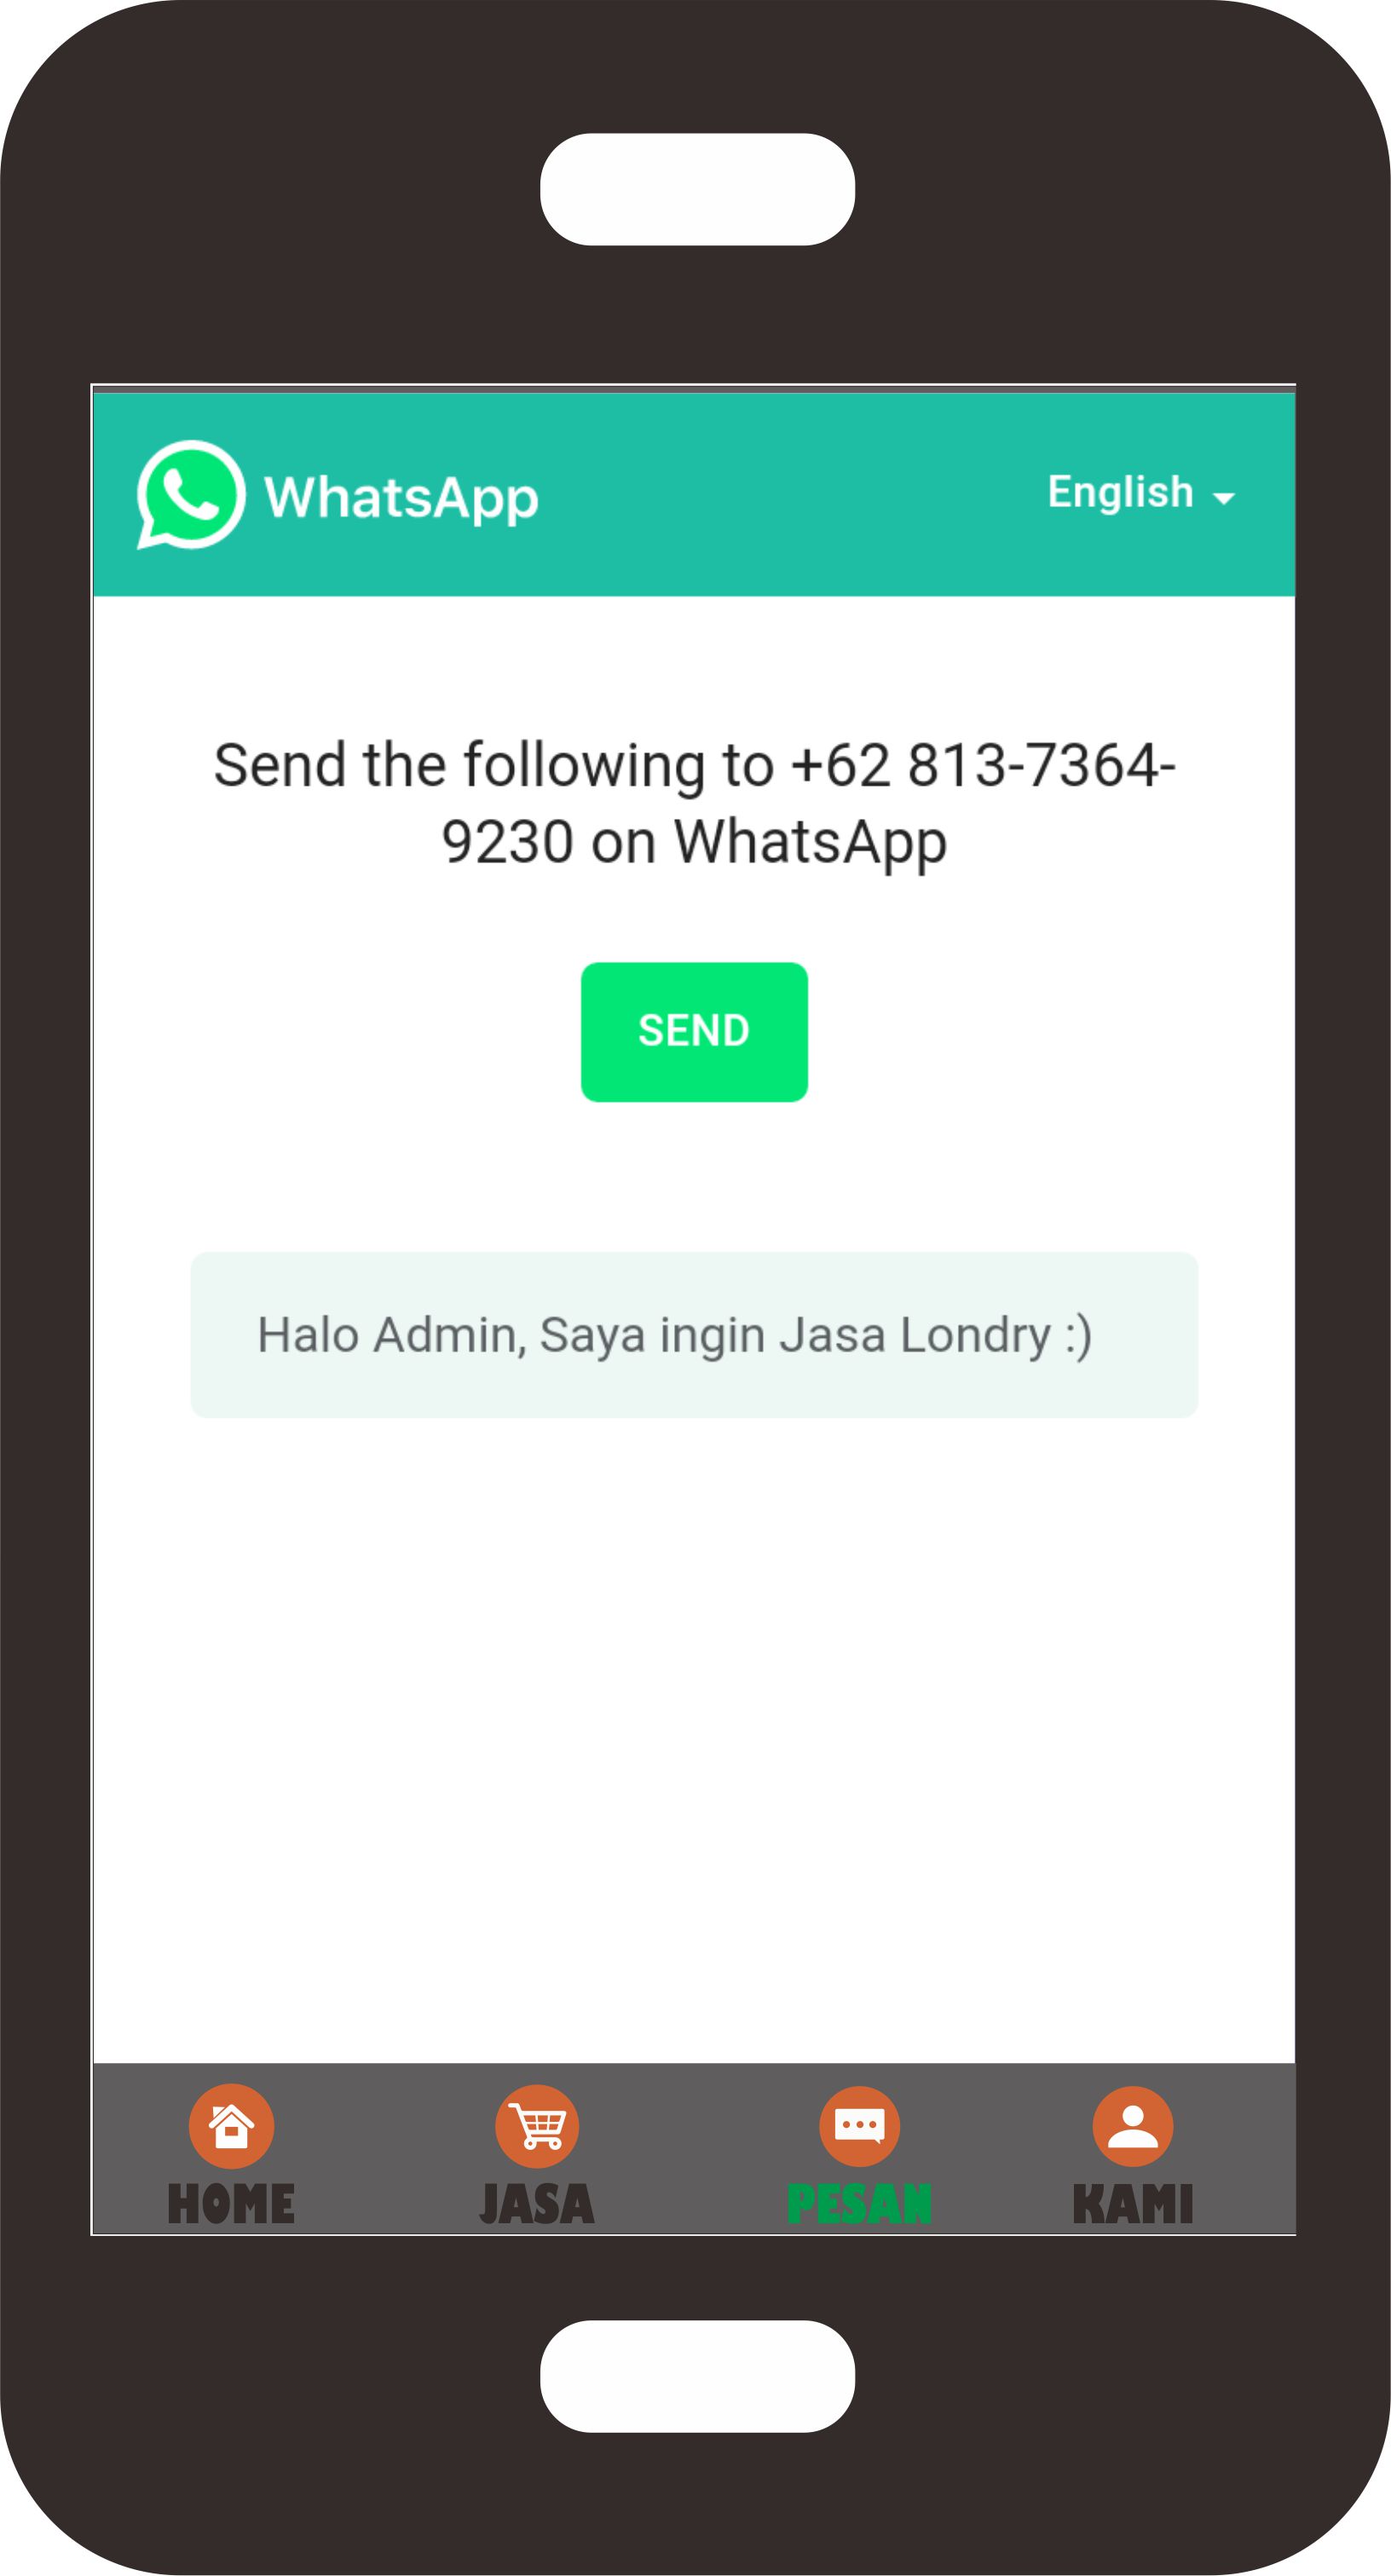 WhatsApp
English
Send the following to +62 813-7364-
9230 on WhatsApp
SEND
Halo Admin, Saya ingin Jasa Londry :)
HOME
JASA
PESAN
KAMI